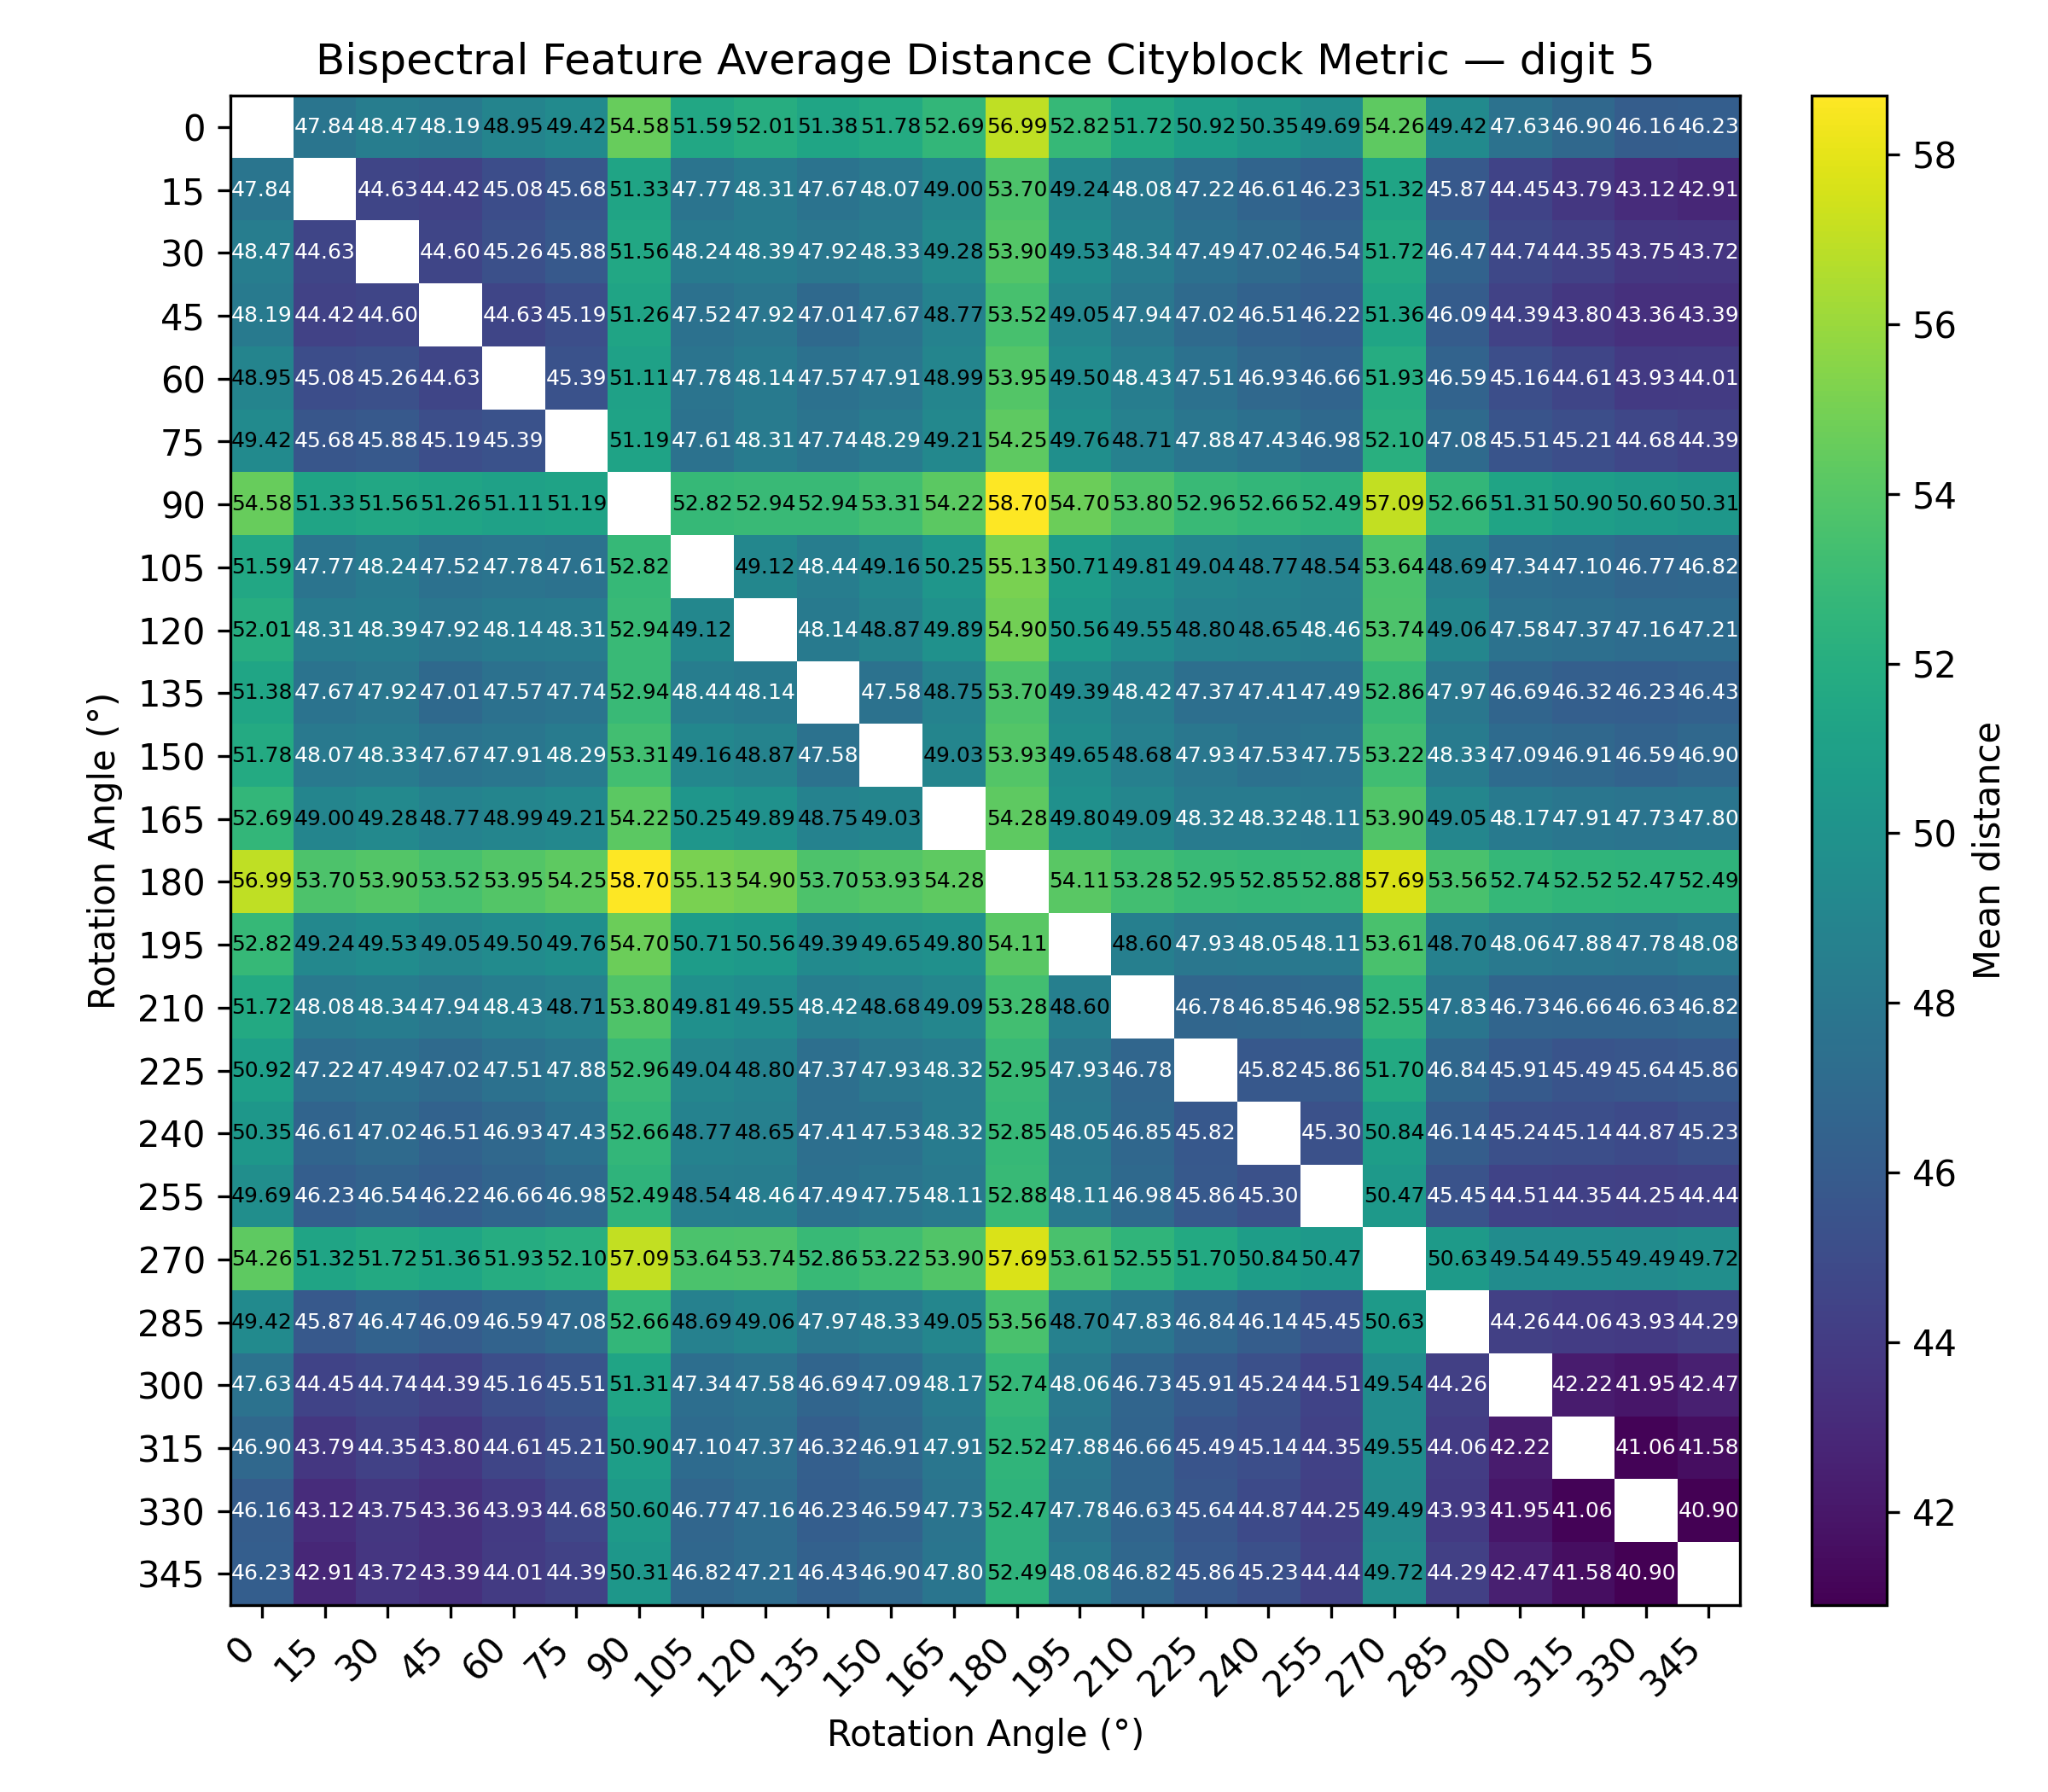 Bispectral Feature Average Distance Cityblock Metric — digit 5
0 47.84 48.47 48.19 48.95 49.42 54.58 51.59 52.01 51.38 51.78 52.69 56.99 52.82 51.72 50.92 50.35 49.69 54.26 49.42 47.63 46.90 46.16 46.23
15 47.84 44.63 44.42 45.08 45.68 51.33 47.77 48.31 47.67 48.07 49.00 53.70 49.24 48.08 47.22 46.61 46.23 51.32 45.87 44.45 43.79 43.12 42.91
30 48.47 44.63 44.60 45.26 45.88 51.56 48.24 48.39 47.92 48.33 49.28 53.90 49.53 48.34 47.49 47.02 46.54 51.72 46.47 44.74 44.35 43.75 43.72
45 48.19 44.42 44.60 44.63 45.19 51.26 47.52 47.92 47.01 47.67 48.77 53.52 49.05 47.94 47.02 46.51 46.22 51.36 46.09 44.39 43.80 43.36 43.39
60 48.95 45.08 45.26 44.63 45.39 51.11 47.78 48.14 47.57 47.91 48.99 53.95 49.50 48.43 47.51 46.93 46.66 51.93 46.59 45.16 44.61 43.93 44.01
75 49.42 45.68 45.88 45.19 45.39 51.19 47.61 48.31 47.74 48.29 49.21 54.25 49.76 48.71 47.88 47.43 46.98 52.10 47.08 45.51 45.21 44.68 44.39
90 54.58 51.33 51.56 51.26 51.11 51.19 52.82 52.94 52.94 53.31 54.22 58.70 54.70 53.80 52.96 52.66 52.49 57.09 52.66 51.31 50.90 50.60 50.31
105 51.59 47.77 48.24 47.52 47.78 47.61 52.82 49.12 48.44 49.16 50.25 55.13 50.71 49.81 49.04 48.77 48.54 53.64 48.69 47.34 47.10 46.77 46.82
120 52.01 48.31 48.39 47.92 48.14 48.31 52.94 49.12 48.14 48.87 49.89 54.90 50.56 49.55 48.80 48.65 48.46 53.74 49.06 47.58 47.37 47.16 47.21
135 51.38 47.67 47.92 47.01 47.57 47.74 52.94 48.44 48.14 47.58 48.75 53.70 49.39 48.42 47.37 47.41 47.49 52.86 47.97 46.69 46.32 46.23 46.43
150 51.78 48.07 48.33 47.67 47.91 48.29 53.31 49.16 48.87 47.58 49.03 53.93 49.65 48.68 47.93 47.53 47.75 53.22 48.33 47.09 46.91 46.59 46.90
165 52.69 49.00 49.28 48.77 48.99 49.21 54.22 50.25 49.89 48.75 49.03 54.28 49.80 49.09 48.32 48.32 48.11 53.90 49.05 48.17 47.91 47.73 47.80
180 56.99 53.70 53.90 53.52 53.95 54.25 58.70 55.13 54.90 53.70 53.93 54.28 54.11 53.28 52.95 52.85 52.88 57.69 53.56 52.74 52.52 52.47 52.49
195 52.82 49.24 49.53 49.05 49.50 49.76 54.70 50.71 50.56 49.39 49.65 49.80 54.11 48.60 47.93 48.05 48.11 53.61 48.70 48.06 47.88 47.78 48.08
210 51.72 48.08 48.34 47.94 48.43 48.71 53.80 49.81 49.55 48.42 48.68 49.09 53.28 48.60 46.78 46.85 46.98 52.55 47.83 46.73 46.66 46.63 46.82
225 50.92 47.22 47.49 47.02 47.51 47.88 52.96 49.04 48.80 47.37 47.93 48.32 52.95 47.93 46.78 45.82 45.86 51.70 46.84 45.91 45.49 45.64 45.86
240 50.35 46.61 47.02 46.51 46.93 47.43 52.66 48.77 48.65 47.41 47.53 48.32 52.85 48.05 46.85 45.82 45.30 50.84 46.14 45.24 45.14 44.87 45.23
255 49.69 46.23 46.54 46.22 46.66 46.98 52.49 48.54 48.46 47.49 47.75 48.11 52.88 48.11 46.98 45.86 45.30 50.47 45.45 44.51 44.35 44.25 44.44
270 54.26 51.32 51.72 51.36 51.93 52.10 57.09 53.64 53.74 52.86 53.22 53.90 57.69 53.61 52.55 51.70 50.84 50.47 50.63 49.54 49.55 49.49 49.72
285 49.42 45.87 46.47 46.09 46.59 47.08 52.66 48.69 49.06 47.97 48.33 49.05 53.56 48.70 47.83 46.84 46.14 45.45 50.63 44.26 44.06 43.93 44.29
300 47.63 44.45 44.74 44.39 45.16 45.51 51.31 47.34 47.58 46.69 47.09 48.17 52.74 48.06 46.73 45.91 45.24 44.51 49.54 44.26 42.22 41.95 42.47
315 46.90 43.79 44.35 43.80 44.61 45.21 50.90 47.10 47.37 46.32 46.91 47.91 52.52 47.88 46.66 45.49 45.14 44.35 49.55 44.06 42.22 41.06 41.58
330 46.16 43.12 43.75 43.36 43.93 44.68 50.60 46.77 47.16 46.23 46.59 47.73 52.47 47.78 46.63 45.64 44.87 44.25 49.49 43.93 41.95 41.06 40.90
345 46.23 42.91 43.72 43.39 44.01 44.39 50.31 46.82 47.21 46.43 46.90 47.80 52.49 48.08 46.82 45.86 45.23 44.44 49.72 44.29 42.47 41.58 40.90
0 15 30 45 60 75 90 105 120 135 150 165 180 195 210 225 240 255 270 285 300 315 330 345
Rotation Angle (°)
Rotation Angle (°)
58
56
54
52
50
48
46
44
42
Mean distance